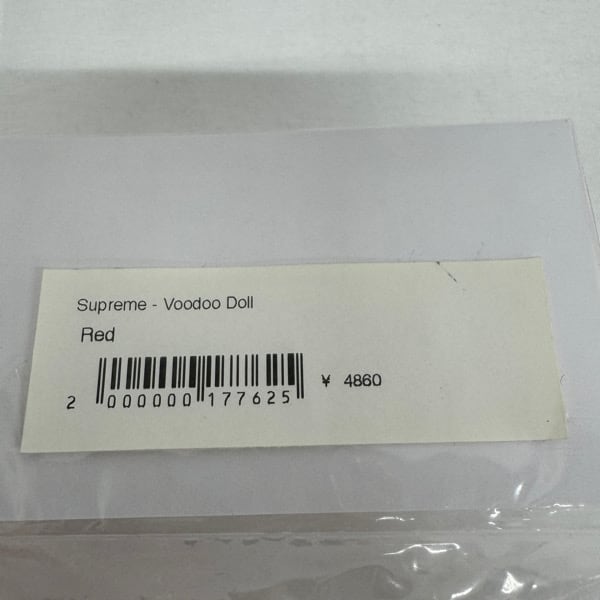 Supreme - Voodoo Doll
Red
2 000000 177625 ¥ 4860